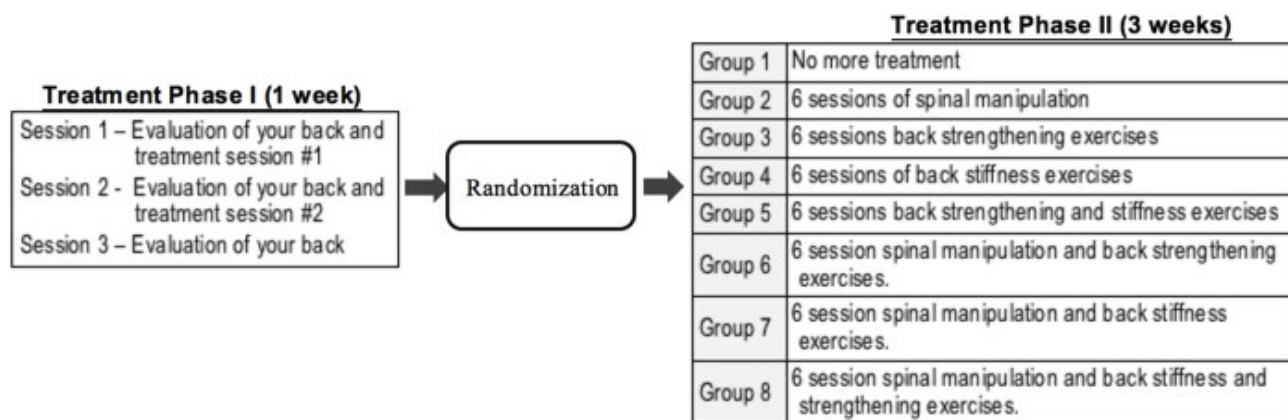 Treatment Phase I (1 week)
Session 1 – Evaluation of your back and
treatment session #1
Session 2 - Evaluation of your back and
treatment session #2
Session 3 – Evaluation of your back
Randomization
Treatment Phase II (3 weeks)
Group 1 No more treatment
Group 2 6 sessions of spinal manipulation
Group 3 6 sessions back strengthening exercises
Group 4 6 sessions of back stiffness exercises
Group 5 6 sessions back strengthening and stiffness exercises
Group 6 6 session spinal manipulation and back strengthening
exercises.
Group 7 6 session spinal manipulation and back stiffness
exercises.
Group 8 6 session spinal manipulation and back stiffness and
strengthening exercises.